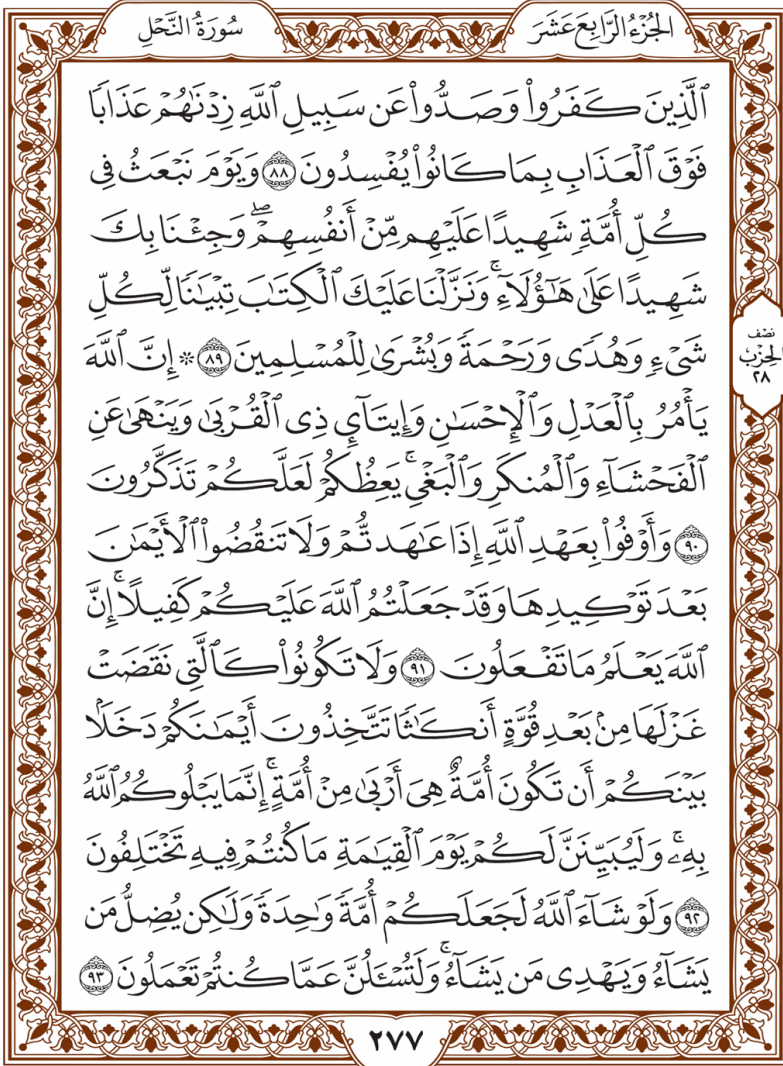 الجُزْءُ الرَّابِعَ عَشَرَ
سُورَةُ النَّحْلِ
ٱلَّذِينَ كَفَرُوا۟ وَصَدُّوا۟ عَن سَبِيلِ ٱللَّهِ زِدْنَـٰهُمْ عَذَابًا
فَوْقَ ٱلْعَذَابِ بِمَا كَانُوا۟ يُفْسِدُونَ ٨٨ وَيَوْمَ نَبْعَثُ فِى
كُلِّ أُمَّةٍ شَهِيدًا عَلَيْهِم مِّنْ أَنفُسِهِمْ ۖ وَجِئْنَا بِكَ
شَهِيدًا عَلَىٰ هَـٰٓؤُلَآءِ ۚ وَنَزَّلْنَا عَلَيْكَ ٱلْكِتَـٰبَ تِبْيَـٰنًا لِّكُلِّ
شَىْءٍ وَهُدًى وَرَحْمَةً وَبُشْرَىٰ لِلْمُسْلِمِينَ ٨٩ ۞ إِنَّ ٱللَّهَ
يَأْمُرُ بِٱلْعَدْلِ وَٱلْإِحْسَـٰنِ وَإِيتَآئِ ذِى ٱلْقُرْبَىٰ وَيَنْهَىٰ عَنِ
ٱلْفَحْشَآءِ وَٱلْمُنكَرِ وَٱلْبَغْىِ ۚ يَعِظُكُمْ لَعَلَّكُمْ تَذَكَّرُونَ
٩٠ وَأَوْفُوا۟ بِعَهْدِ ٱللَّهِ إِذَا عَـٰهَدتُّمْ وَلَا تَنقُضُوا۟ ٱلْأَيْمَـٰنَ
بَعْدَ تَوْكِيدِهَا وَقَدْ جَعَلْتُمُ ٱللَّهَ عَلَيْكُمْ كَفِيلًا ۚ إِنَّ
ٱللَّهَ يَعْلَمُ مَا تَفْعَلُونَ ٩١ وَلَا تَكُونُوا۟ كَٱلَّتِى نَقَضَتْ
غَزْلَهَا مِنۢ بَعْدِ قُوَّةٍ أَنكَـٰثًا تَتَّخِذُونَ أَيْمَـٰنَكُمْ دَخَلًۢا
بَيْنَكُمْ أَن تَكُونَ أُمَّةٌ هِىَ أَرْبَىٰ مِنْ أُمَّةٍ ۚ إِنَّمَا يَبْلُوكُمُ ٱللَّهُ
بِهِۦ ۚ وَلَيُبَيِّنَنَّ لَكُمْ يَوْمَ ٱلْقِيَـٰمَةِ مَا كُنتُمْ فِيهِ تَخْتَلِفُونَ
٩٢ وَلَوْ شَآءَ ٱللَّهُ لَجَعَلَكُمْ أُمَّةً وَٰحِدَةً وَلَـٰكِن يُضِلُّ مَن
يَشَآءُ وَيَهْدِى مَن يَشَآءُ ۚ وَلَتُسْـَٔلُنَّ عَمَّا كُنتُمْ تَعْمَلُونَ ٩٣
نِصْف
الحِزْب
٢٨
٢٧٧